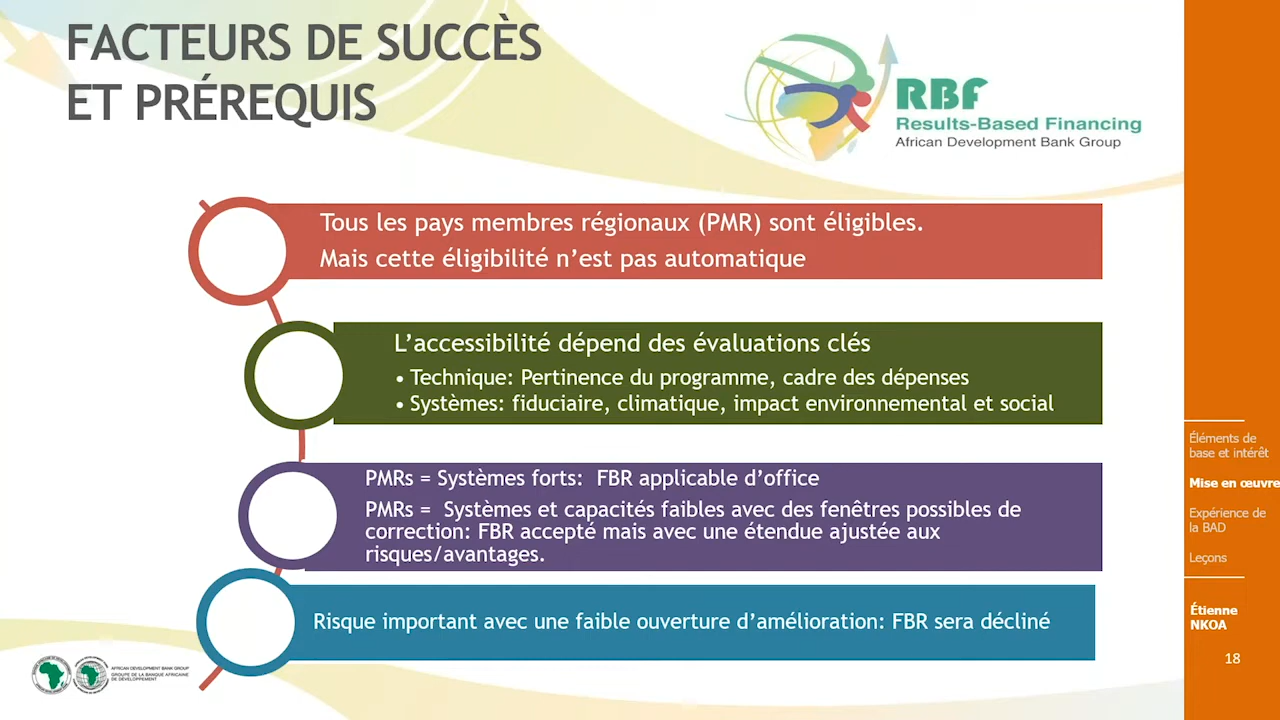 FACTEURS DE SUCCÈS
ET PRÉREQUIS
RBF
Results-Based Financing
African Development Bank Group
Tous les pays membres régionaux (PMR) sont éligibles.
Mais cette éligibilité n’est pas automatique
L’accessibilité dépend des évaluations clés
• Technique: Pertinence du programme, cadre des dépenses
• Systèmes: fiduciaire, climatique, impact environnemental et social
PMRs = Systèmes forts: FBR applicable d’office
PMRs = Systèmes et capacités faibles avec des fenêtres possibles de
correction: FBR accepté mais avec une étendue ajustée aux
risques/avantages.
Risque important avec une faible ouverture d’amélioration: FBR sera décliné
AFRICAN DEVELOPMENT BANK GROUP
GROUPE DE LA BANQUE AFRICAINE
DE DÉVELOPPEMENT
Éléments de
base et intérêt
Mise en œuvre
Expérience de
la BAD
Leçons
Étienne
NKOA
18